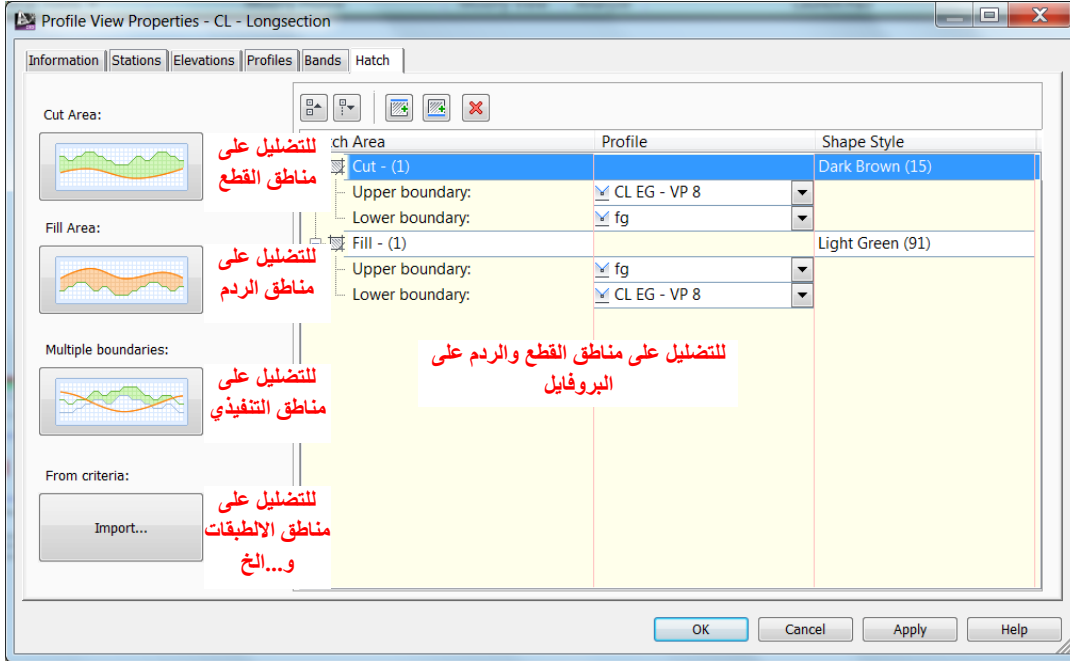 Profile View Properties - CL - Longsection
Information Stations Elevations Profiles Bands Hatch
Cut Area:
للتضليل على
مناطق القطع
Fill Area:
للتضليل على
مناطق الردم
Multiple boundaries:
للتضليل على
مناطق التنفيذي
From criteria:
Import...
للتضليل على
مناطق الالطبقات
و...الخ
ch Area Profile Shape Style
Cut - (1) Dark Brown (15)
Upper boundary: CL EG - VP 8
Lower boundary: fg
Fill - (1) Light Green (91)
Upper boundary: fg
Lower boundary: CL EG - VP 8
للتضليل على مناطق القطع والردم على
البروفايل
OK Cancel Apply Help